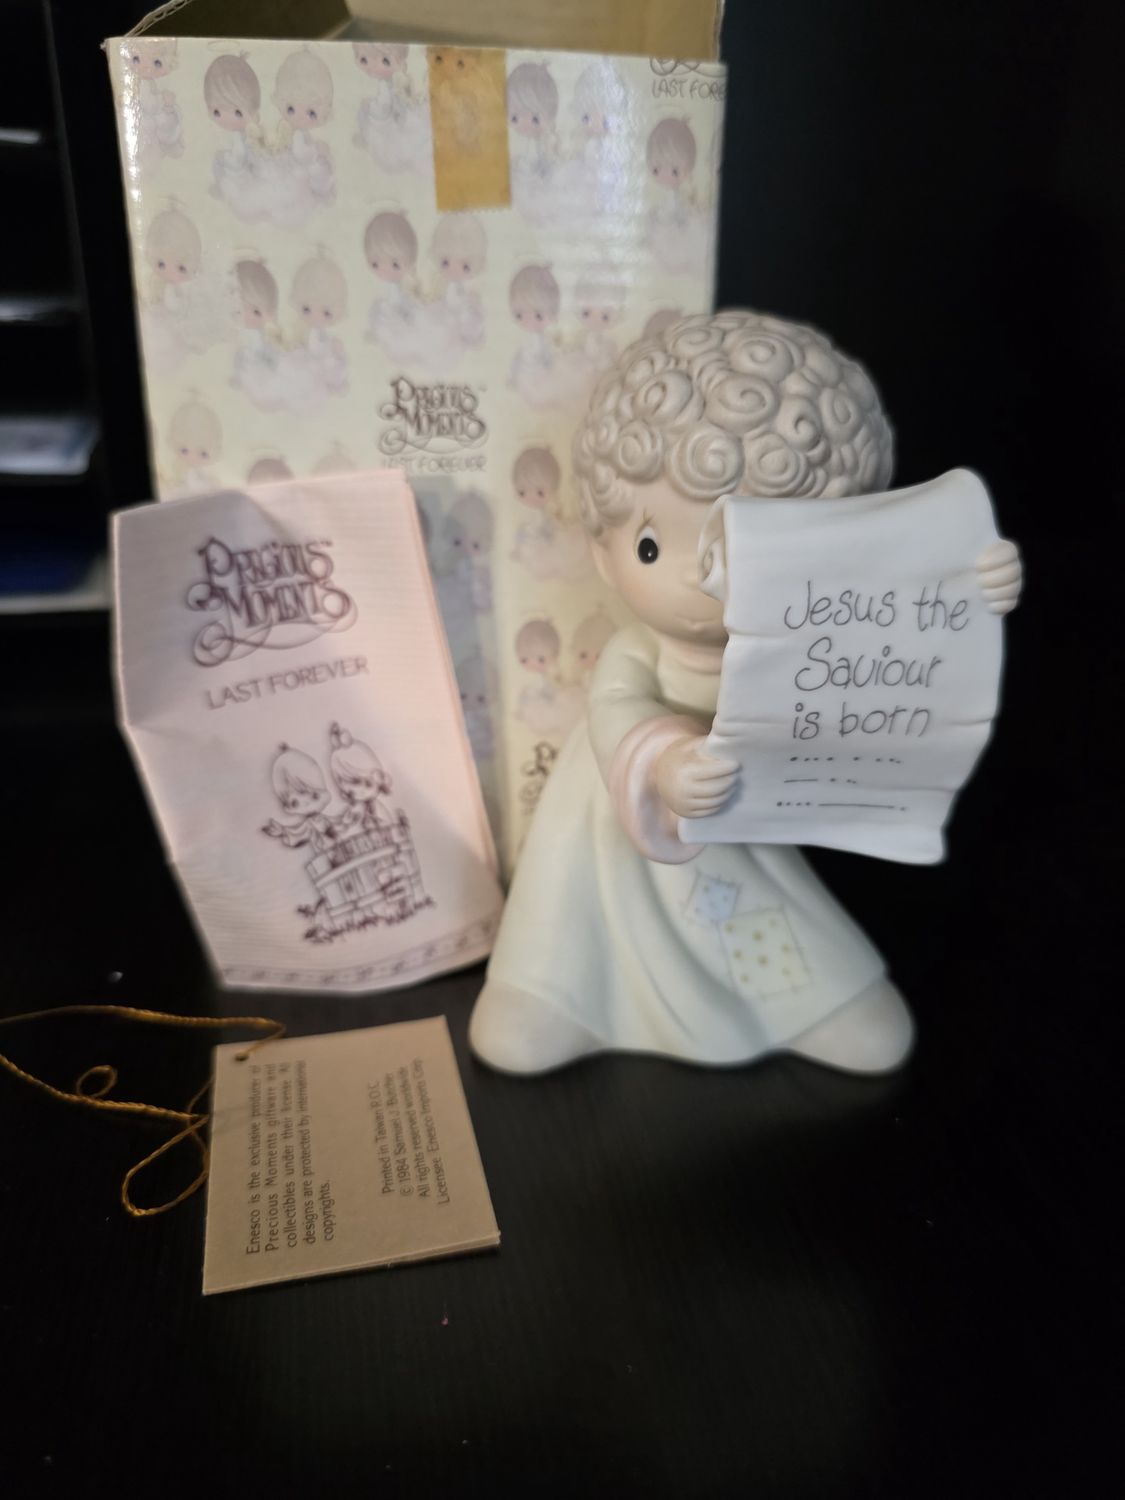 LAST FOREVER
PRECIOUS
MOMENTS
LAST FOREVER
PRECIOUS
MOMENTS
LAST FOREVER
Jesus the
Saviour
is born
Enesco is the exclusive producer of
Precious Moments giftware and
collectibles under their license. All
designs are protected by international
copyrights.
Printed in Taiwan R.O.C.
© 1984 Samuel J. Butcher
All rights reserved worldwide
Licensee Enesco Imports Corp.